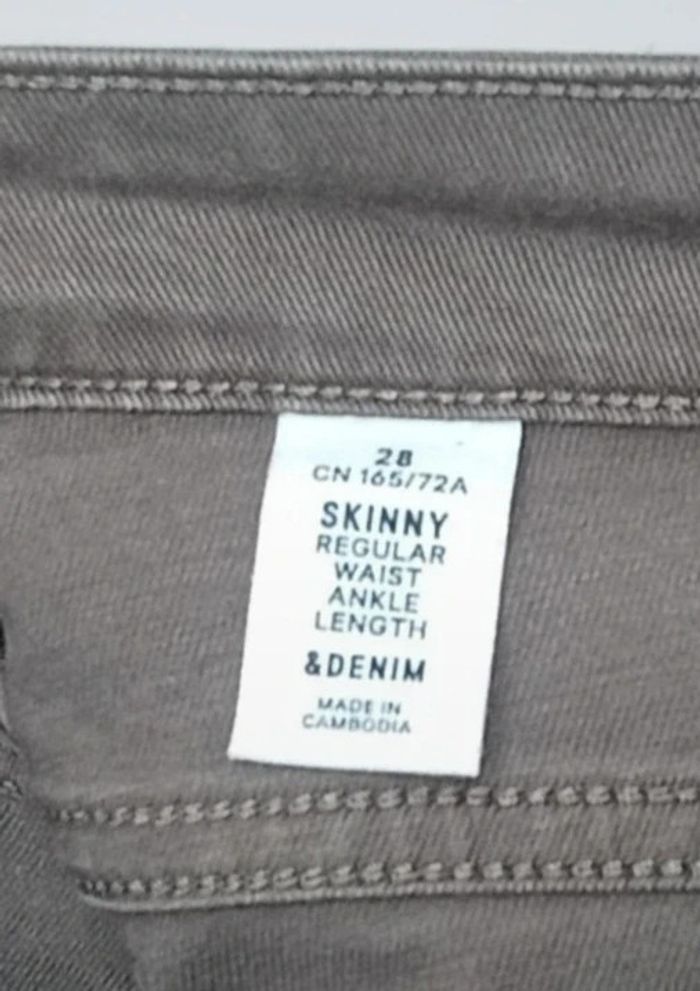 28
CN 165/72A
SKINNY
REGULAR
WAIST
ANKLE
LENGTH
&DENIM
MADE IN
CAMBODIA